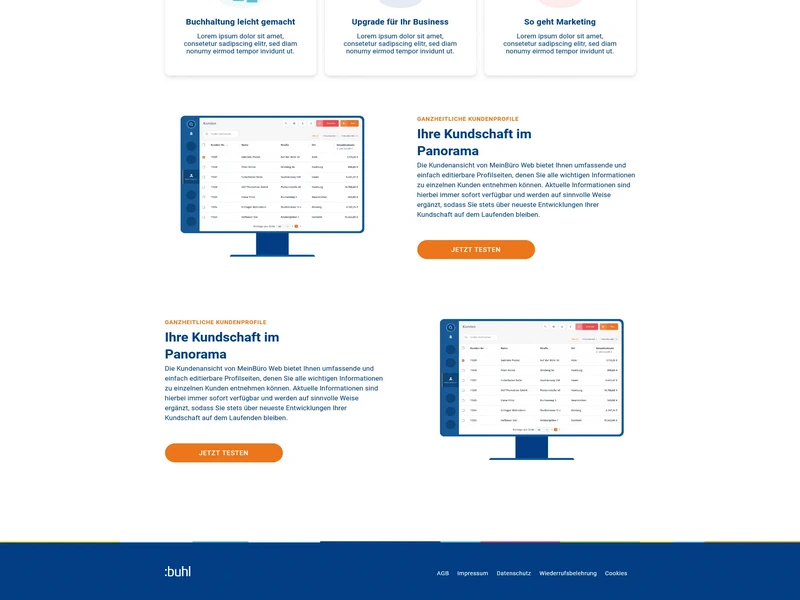 Buchhaltung leicht gemacht
Lorem ipsum dolor sit amet,
consetetur sadipscing elitr, sed diam
nonumy eirmod tempor invidunt ut.
Upgrade für Ihr Business
Lorem ipsum dolor sit amet,
consetetur sadipscing elitr, sed diam
nonumy eirmod tempor invidunt ut.
So geht Marketing
Lorem ipsum dolor sit amet,
consetetur sadipscing elitr, sed diam
nonumy eirmod tempor invidunt ut.
Kunden
GANZHEITLICHE KUNDENPROFILE
Ihre Kundschaft im
Panorama
Die Kundenansicht von MeinBüro Web bietet Ihnen umfassende und
einfach editierbare Profilseiten, denen Sie alle wichtigen Informationen
zu einzelnen Kunden entnehmen können. Aktuelle Informationen sind
hierbei immer sofort verfügbar und werden auf sinnvolle Weise
ergänzt, sodass Sie stets über neueste Entwicklungen Ihrer
Kundschaft auf dem Laufenden bleiben.
JETZT TESTEN
GANZHEITLICHE KUNDENPROFILE
Ihre Kundschaft im
Panorama
Die Kundenansicht von MeinBüro Web bietet Ihnen umfassende und
einfach editierbare Profilseiten, denen Sie alle wichtigen Informationen
zu einzelnen Kunden entnehmen können. Aktuelle Informationen sind
hierbei immer sofort verfügbar und werden auf sinnvolle Weise
ergänzt, sodass Sie stets über neueste Entwicklungen Ihrer
Kundschaft auf dem Laufenden bleiben.
JETZT TESTEN
Kunden
:buhl
AGB Impressum Datenschutz Wiederrufsbelehrung Cookies